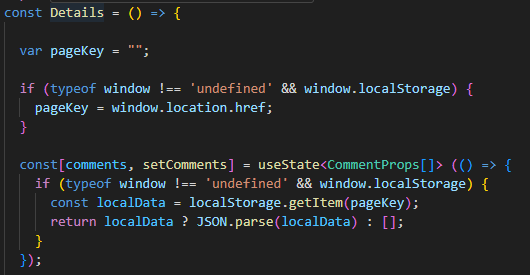 const Details = () => {
var pageKey = "";
if (typeof window !== 'undefined' && window.localStorage) {
pageKey = window.location.href;
}
const[comments, setComments] = useState<CommentProps[]> (() => {
if (typeof window !== 'undefined' && window.localStorage) {
const localData = localStorage.getItem(pageKey);
return localData ? JSON.parse(localData) : [];
}
});